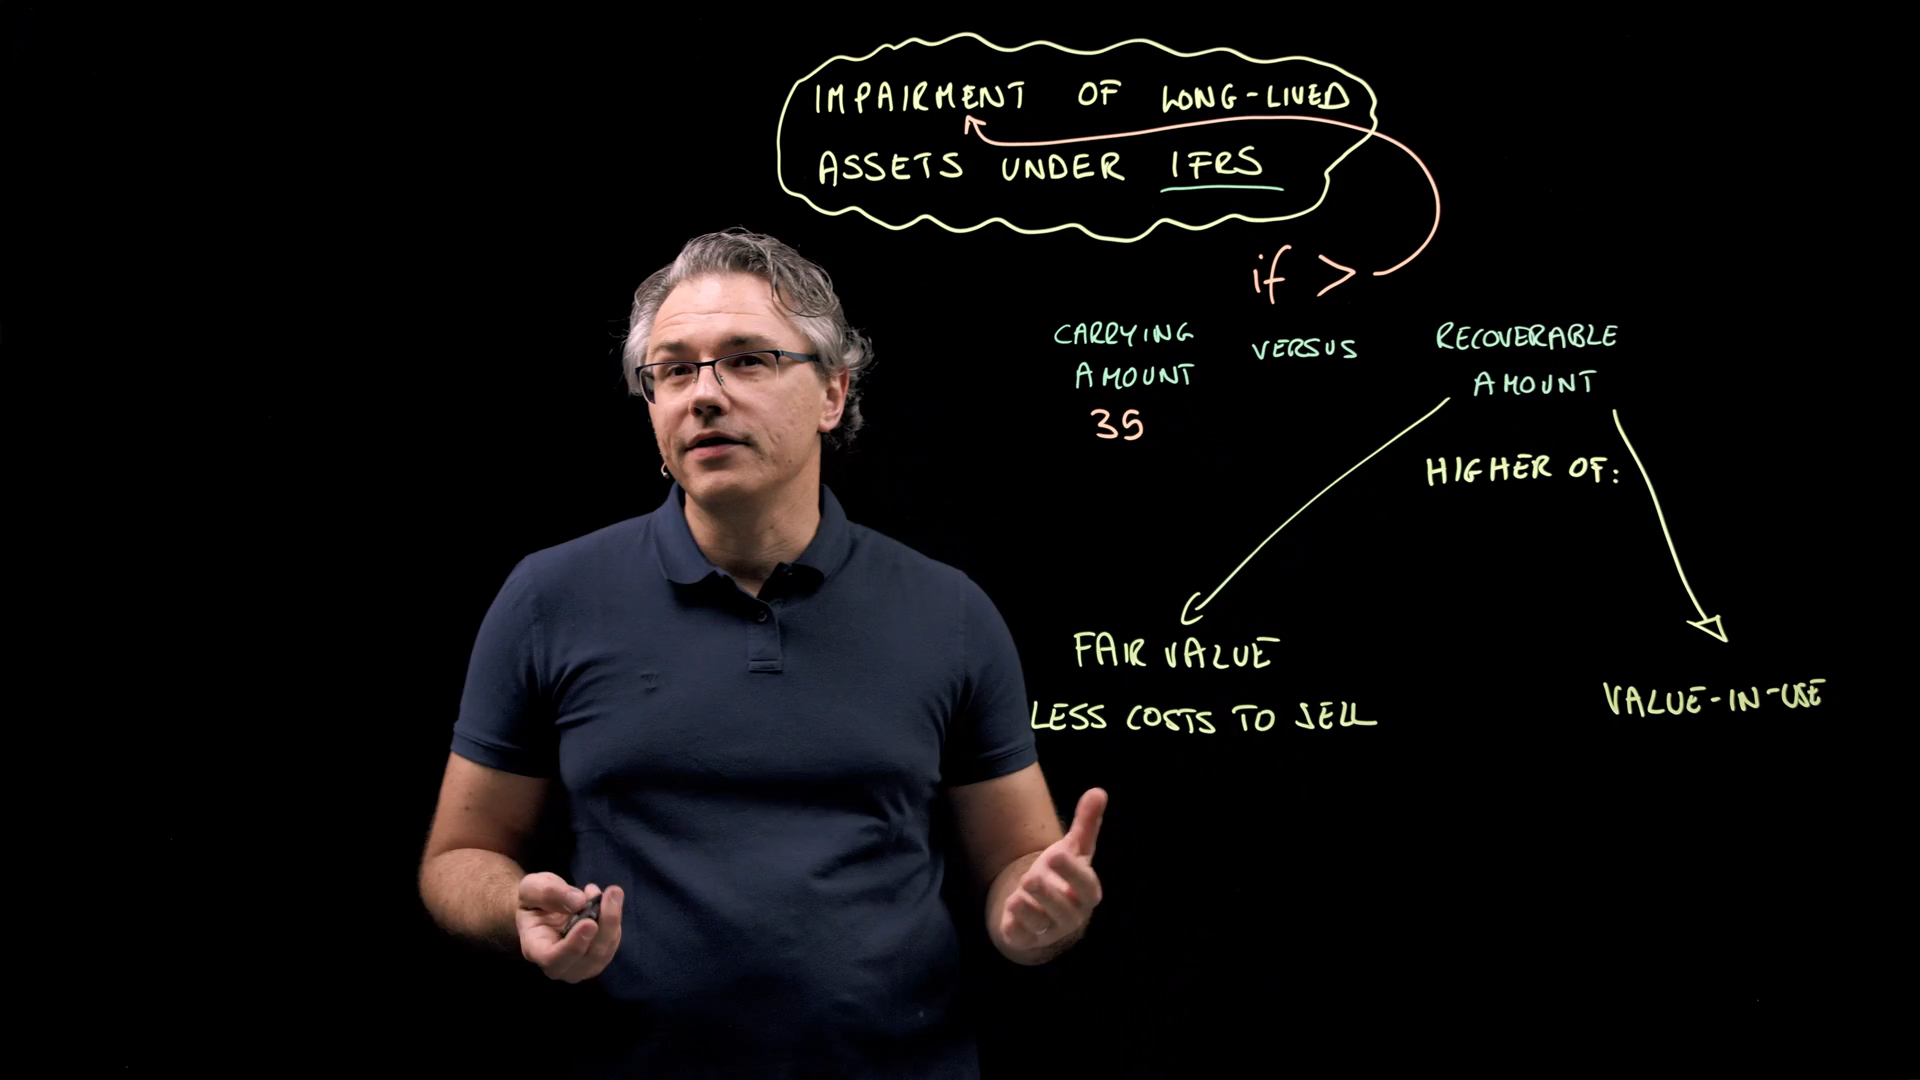 IMPAIRMENT OF LONG-LIVED
ASSETS UNDER IFRS
if >
CARRYING
AMOUNT
35
VERSUS
RECOVERABLE
AMOUNT
HIGHER OF:
FAIR VALUE
LESS COSTS TO SELL
VALUE-IN-USE